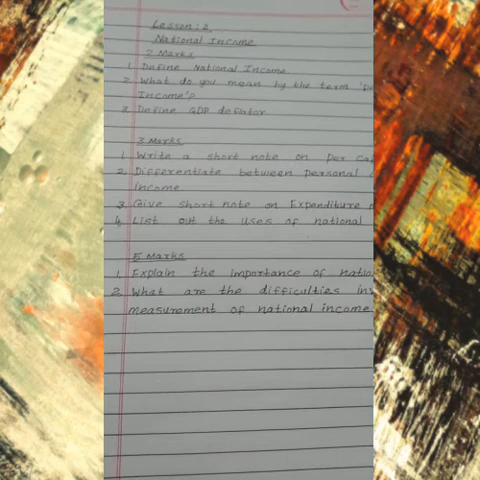 Lesson: 2
National Income
2 Marks
1. Define National Income
2. What do you mean by the term
Income'?
3. Define GDP deflator
3 Marks
1. Write a short note on per
2. Differentiate between personal
income
3. Give short note on Expenditure
4. List out the uses of national
5 Marks
1. Explain the importance of
2. What are the difficulties
measurement of national income